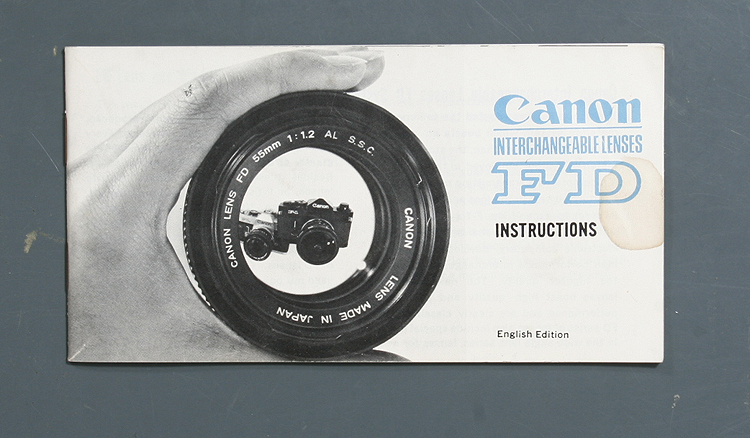 Canon
INTERCHANGEABLE LENSES
FD
INSTRUCTIONS
English Edition
CANON LENS FD 55mm 1:1.2 AL S.S.C.
CANON LENS MADE IN JAPAN
Canon